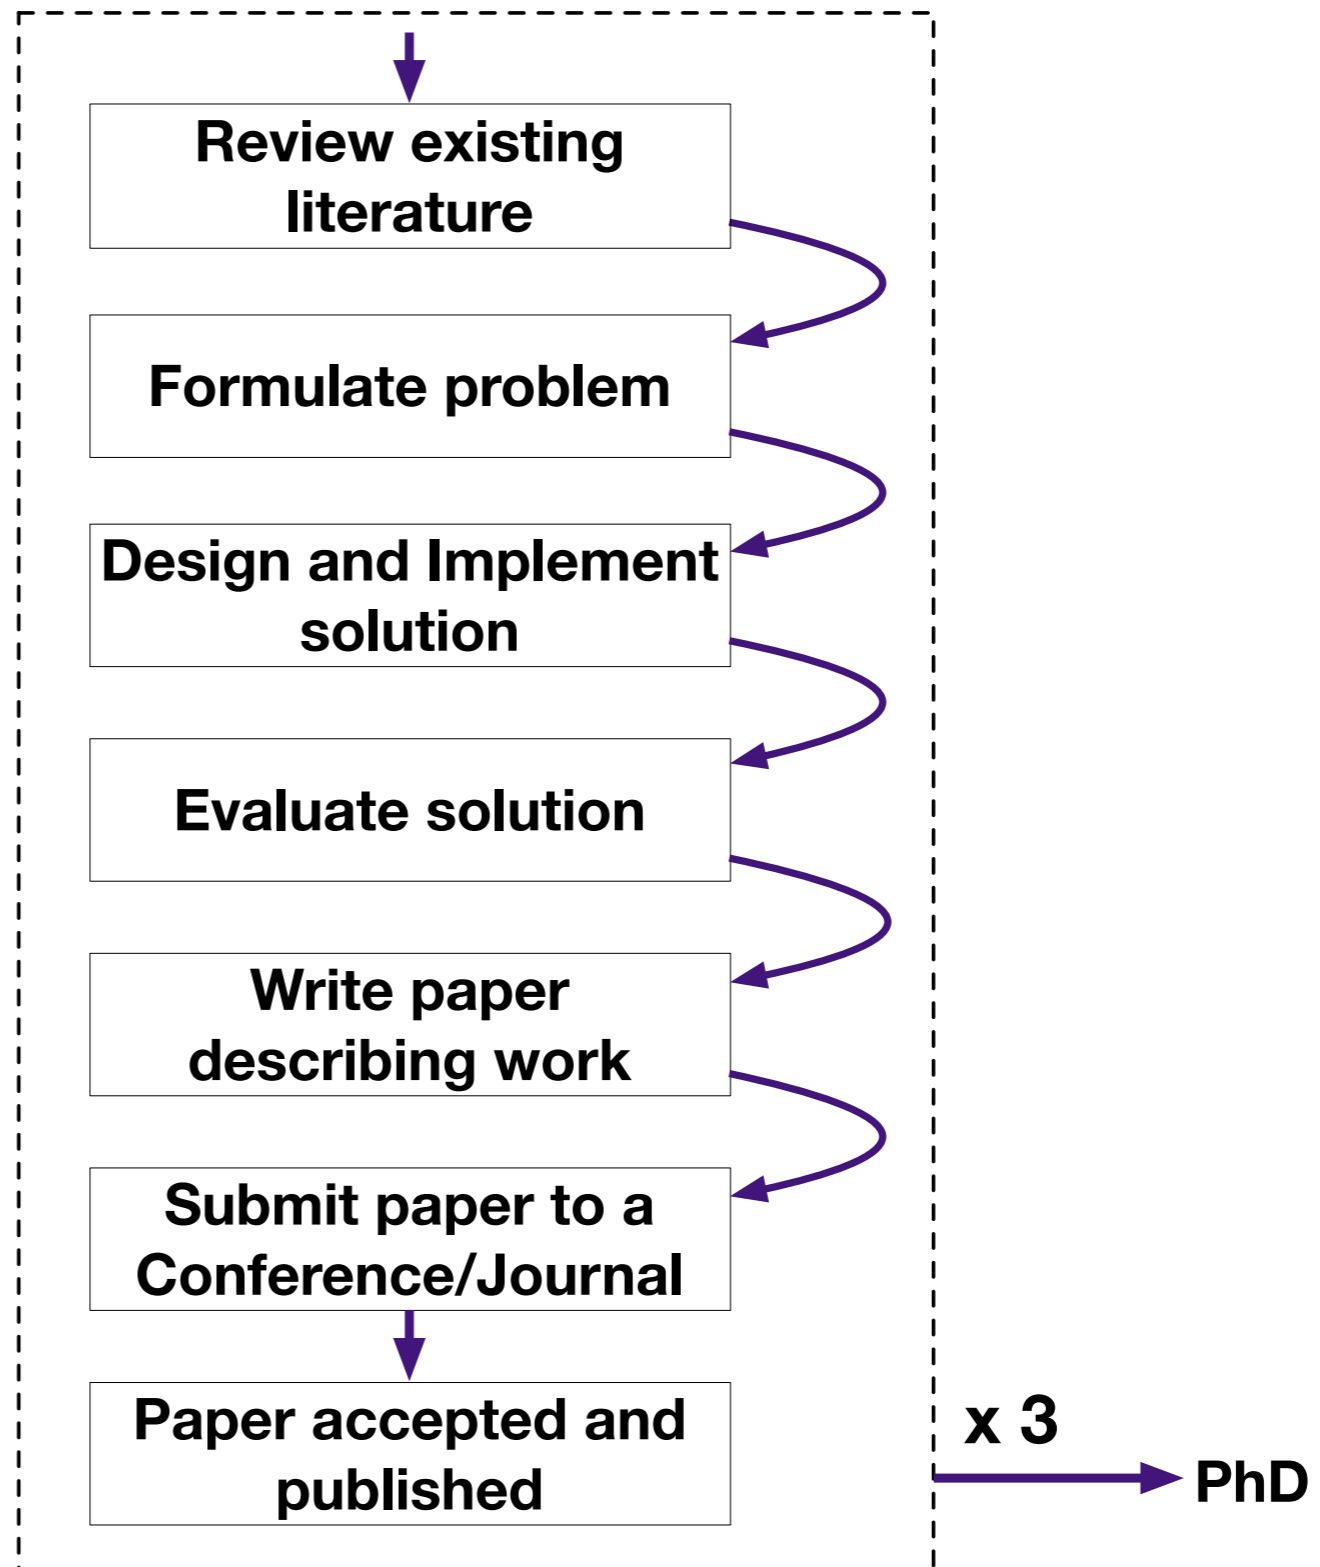 Review existing
literature
Formulate problem
Design and Implement
solution
Evaluate solution
Write paper
describing work
Submit paper to a
Conference/Journal
Paper accepted and
published
x 3
PhD